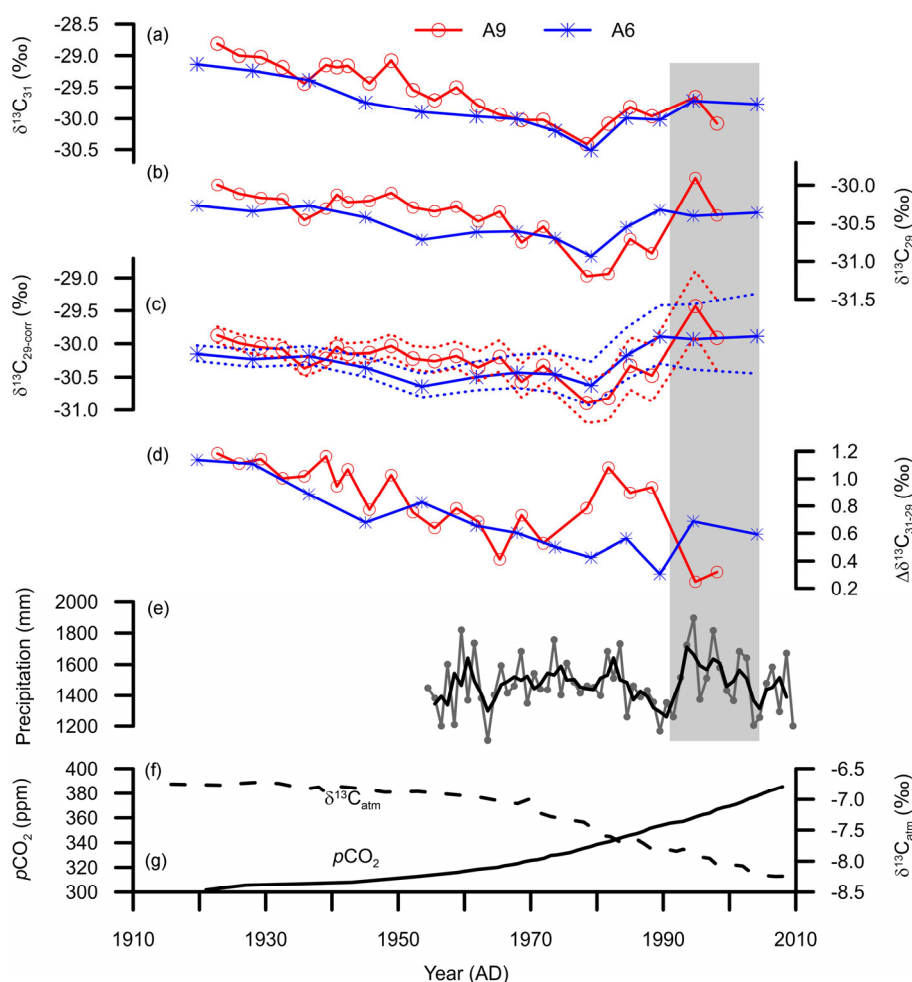 A9 A6
(a)
-28.5
-29.0
-29.5
-30.0
-30.5
δ¹³C₃₁ (‰)
(b)
-30.0
-30.5
-31.0
-31.5
δ¹³C₂₉ (‰)
(c)
-29.0
-29.5
-30.0
-30.5
-31.0
δ¹³C₂₉₋corr (‰)
(d)
1.2
1.0
0.8
0.6
0.4
0.2
Δδ¹³C₃₁₋₂₉ (‰)
(e)
2000
1800
1600
1400
1200
Precipitation (mm)
(f)
δ¹³Catm
(g)
pCO₂
400
380
360
340
320
300
pCO₂ (ppm)
-6.5
-7.0
-7.5
-8.0
-8.5
δ¹³Catm (‰)
1910 1930 1950 1970 1990 2010
Year (AD)